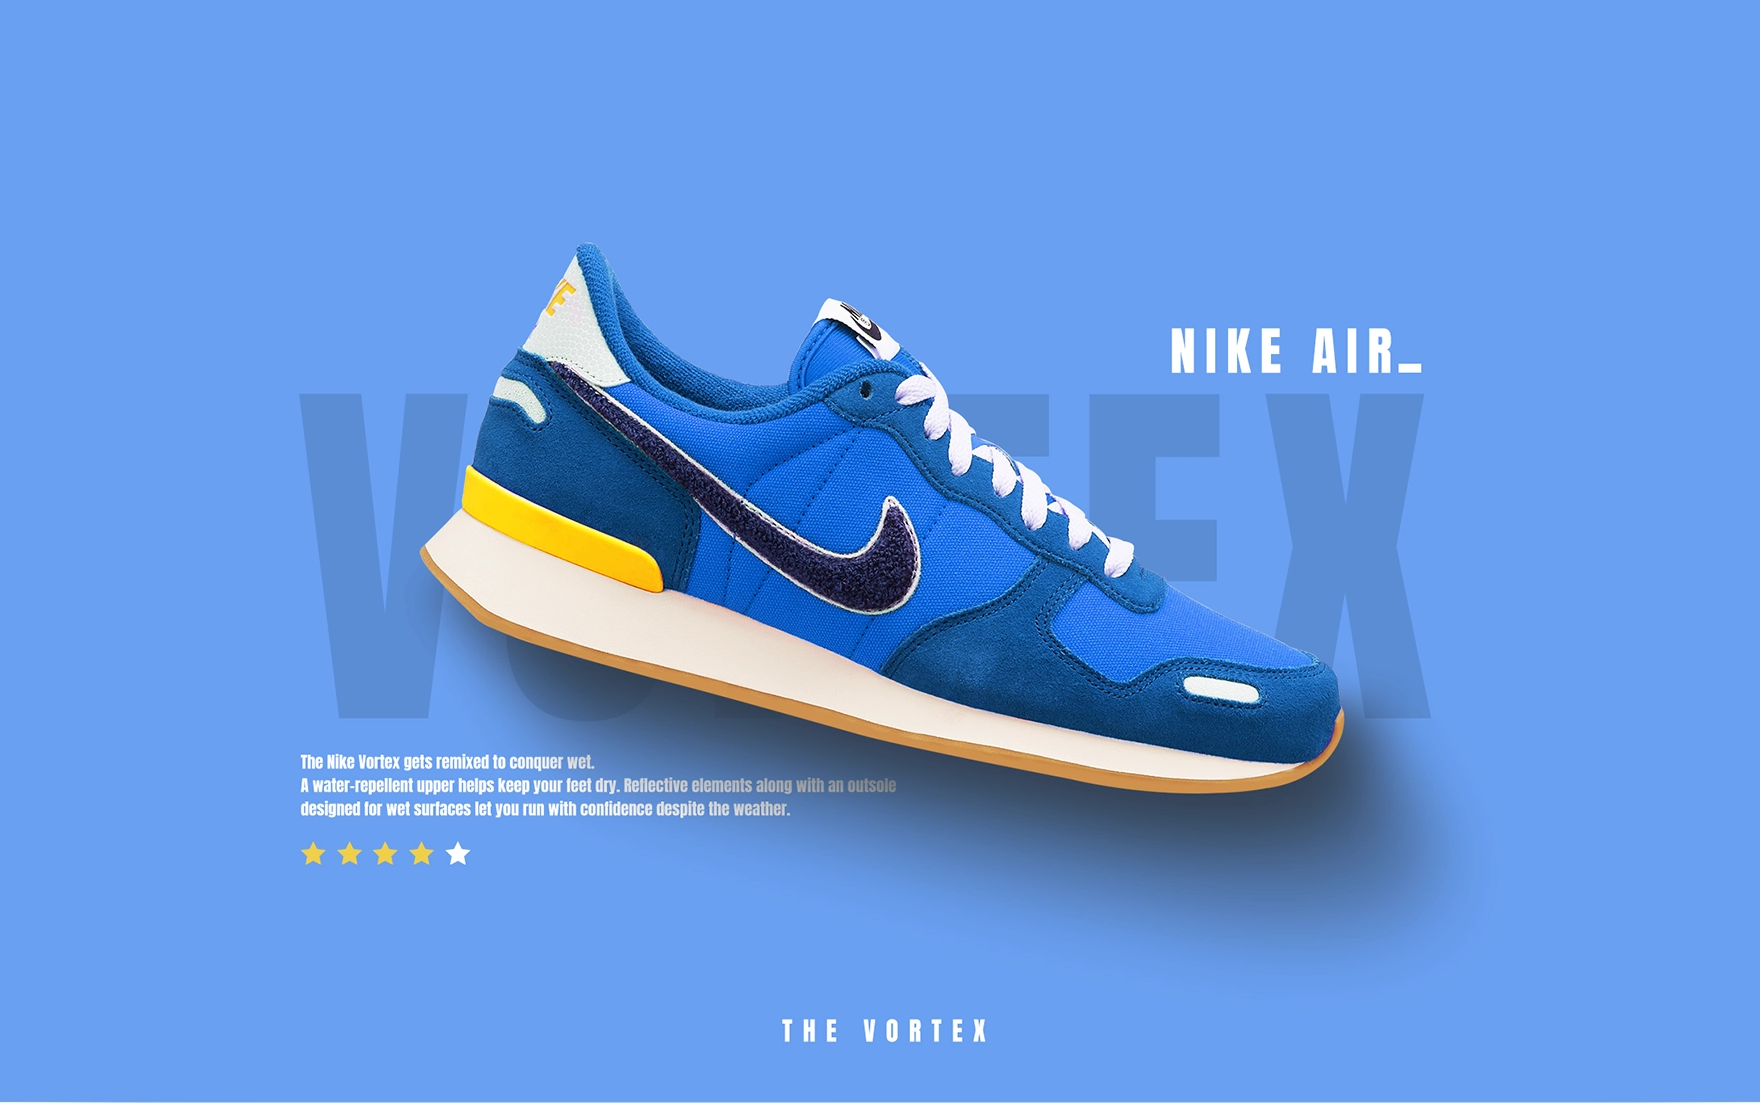 NIKE AIR_
VORTEX
The Nike Vortex gets remixed to conquer wet.
A water-repellent upper helps keep your feet dry. Reflective elements along with an outsole
designed for wet surfaces let you run with confidence despite the weather.
THE VORTEX